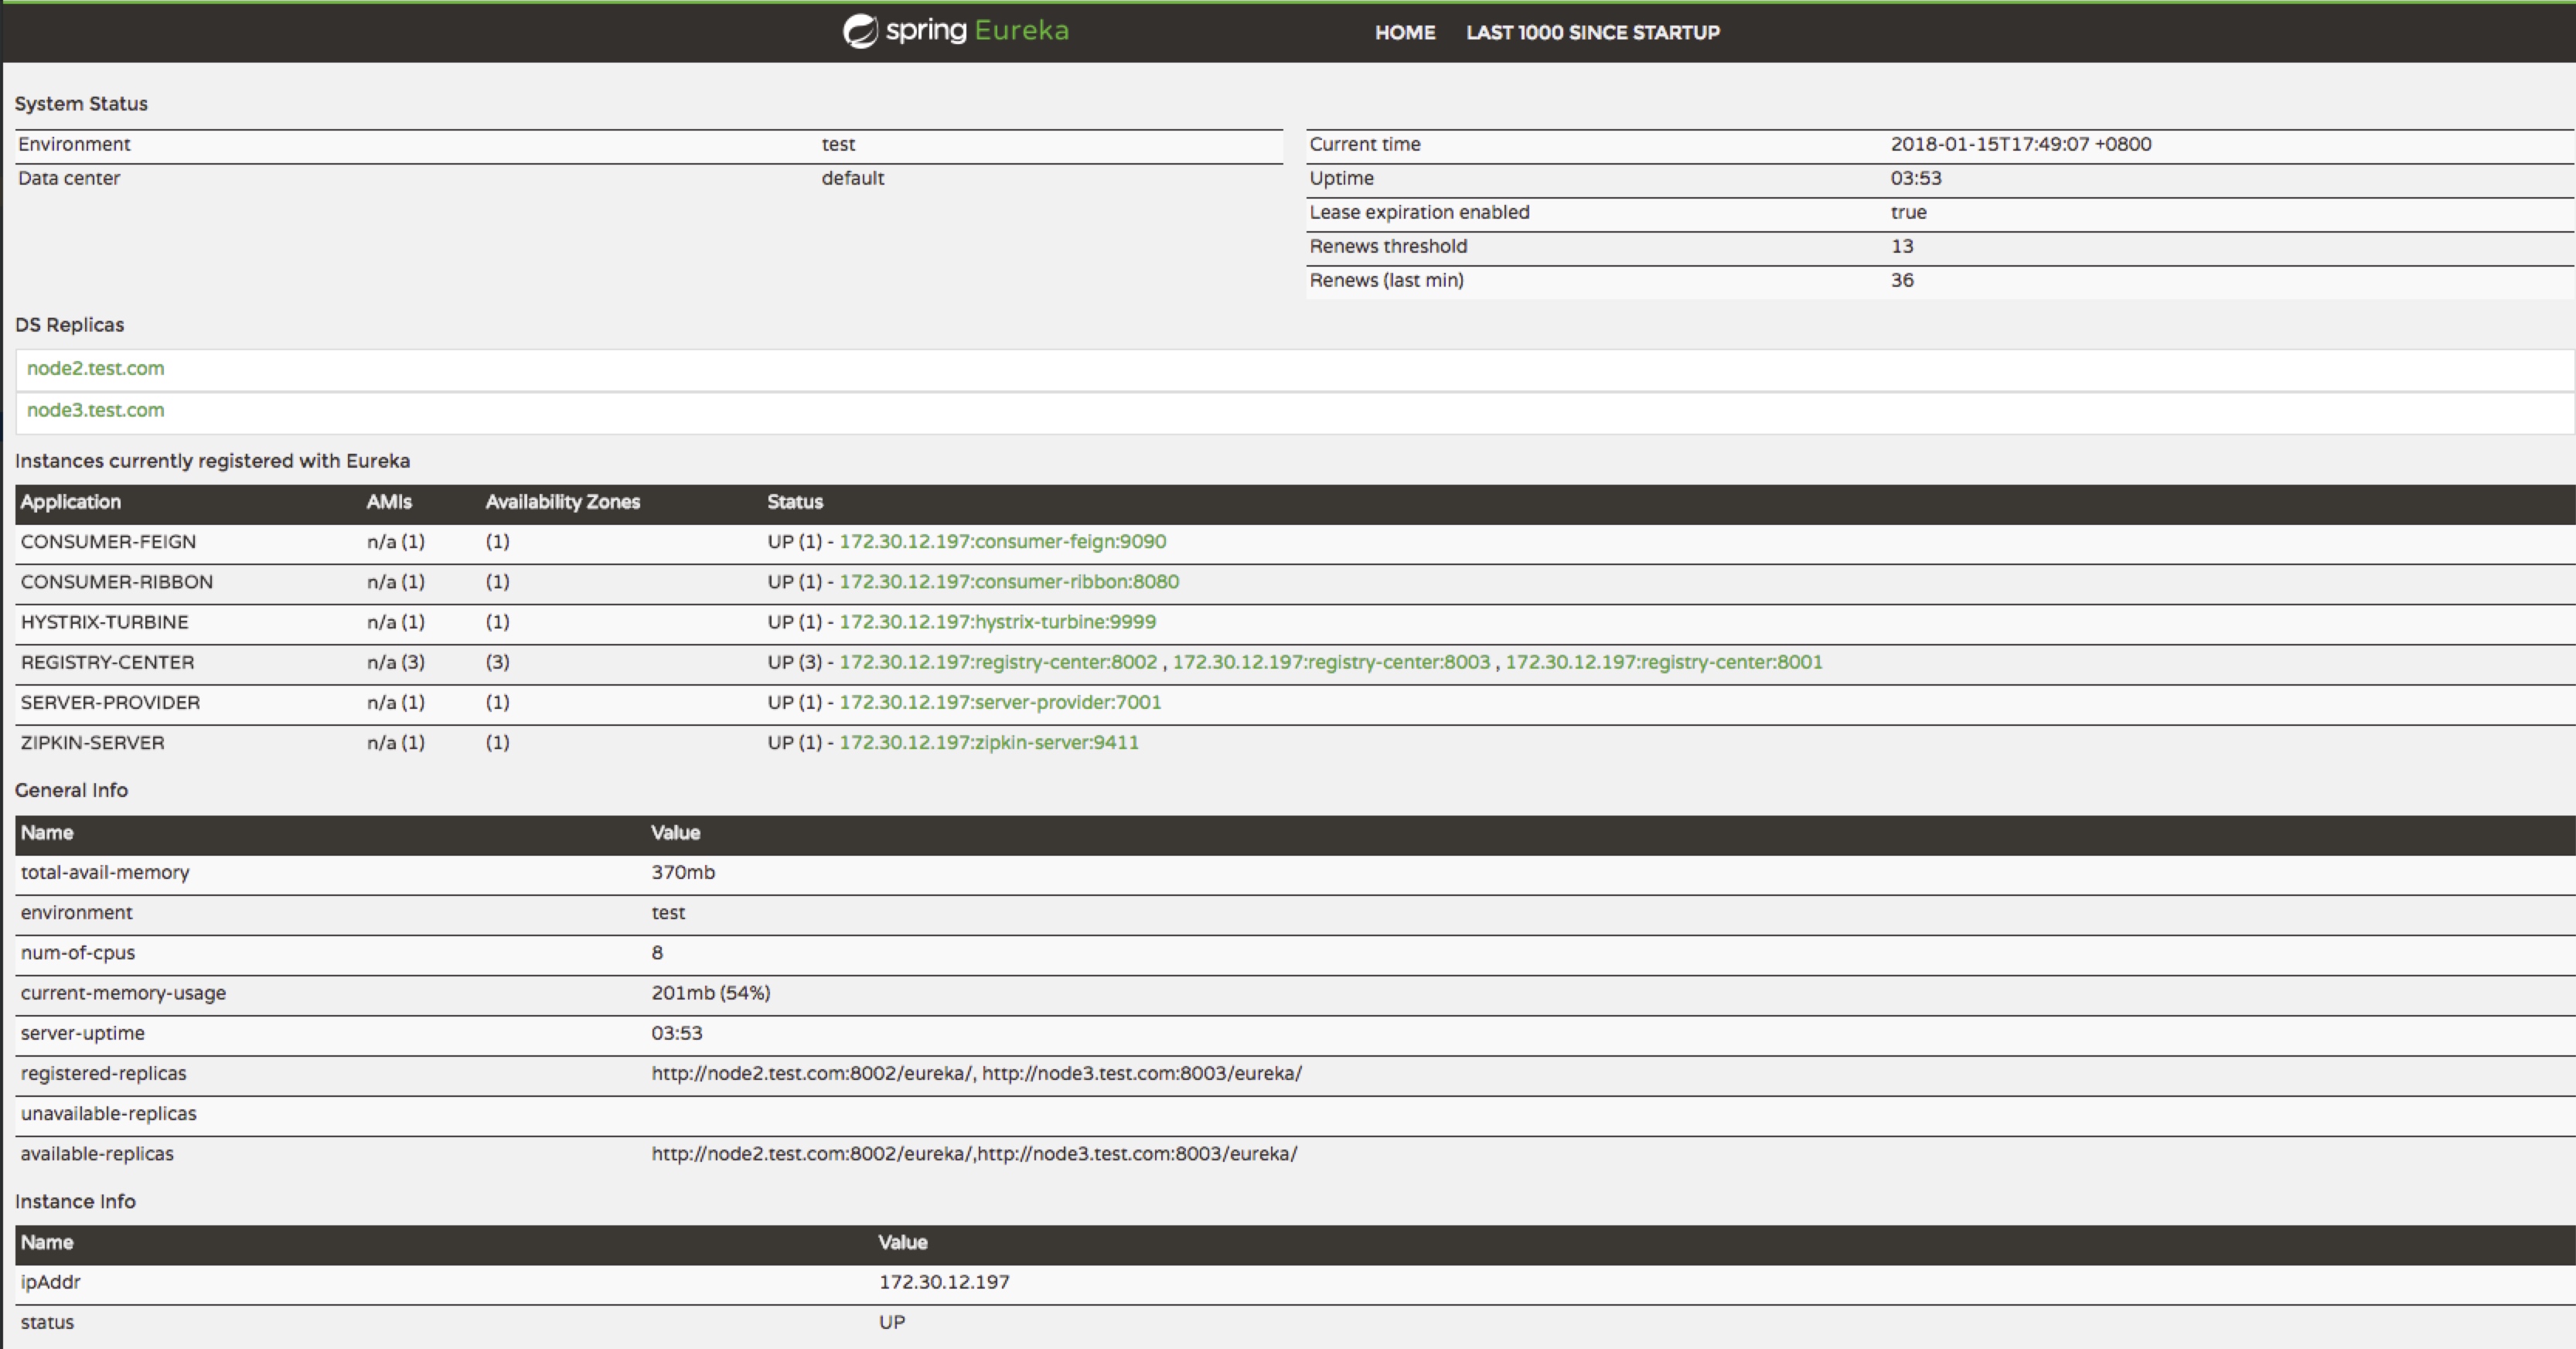 spring Eureka HOME LAST 1000 SINCE STARTUP
System Status
Environment test
Data center default
Current time 2018-01-15T17:49:07 +0800
Uptime 03:53
Lease expiration enabled true
Renews threshold 13
Renews (last min) 36
DS Replicas
node2.test.com
node3.test.com
Instances currently registered with Eureka
Application AMIs Availability Zones Status
CONSUMER-FEIGN n/a (1) (1) UP (1) - 172.30.12.197:consumer-feign:9090
CONSUMER-RIBBON n/a (1) (1) UP (1) - 172.30.12.197:consumer-ribbon:8080
HYSTRIX-TURBINE n/a (1) (1) UP (1) - 172.30.12.197:hystrix-turbine:9999
REGISTRY-CENTER n/a (3) (3) UP (3) - 172.30.12.197:registry-center:8002 , 172.30.12.197:registry-center:8003 , 172.30.12.197:registry-center:8001
SERVER-PROVIDER n/a (1) (1) UP (1) - 172.30.12.197:server-provider:7001
ZIPKIN-SERVER n/a (1) (1) UP (1) - 172.30.12.197:zipkin-server:9411
General Info
Name Value
total-avail-memory 370mb
environment test
num-of-cpus 8
current-memory-usage 201mb (54%)
server-uptime 03:53
registered-replicas http://node2.test.com:8002/eureka/, http://node3.test.com:8003/eureka/
unavailable-replicas
available-replicas http://node2.test.com:8002/eureka/,http://node3.test.com:8003/eureka/
Instance Info
Name Value
ipAddr 172.30.12.197
status UP